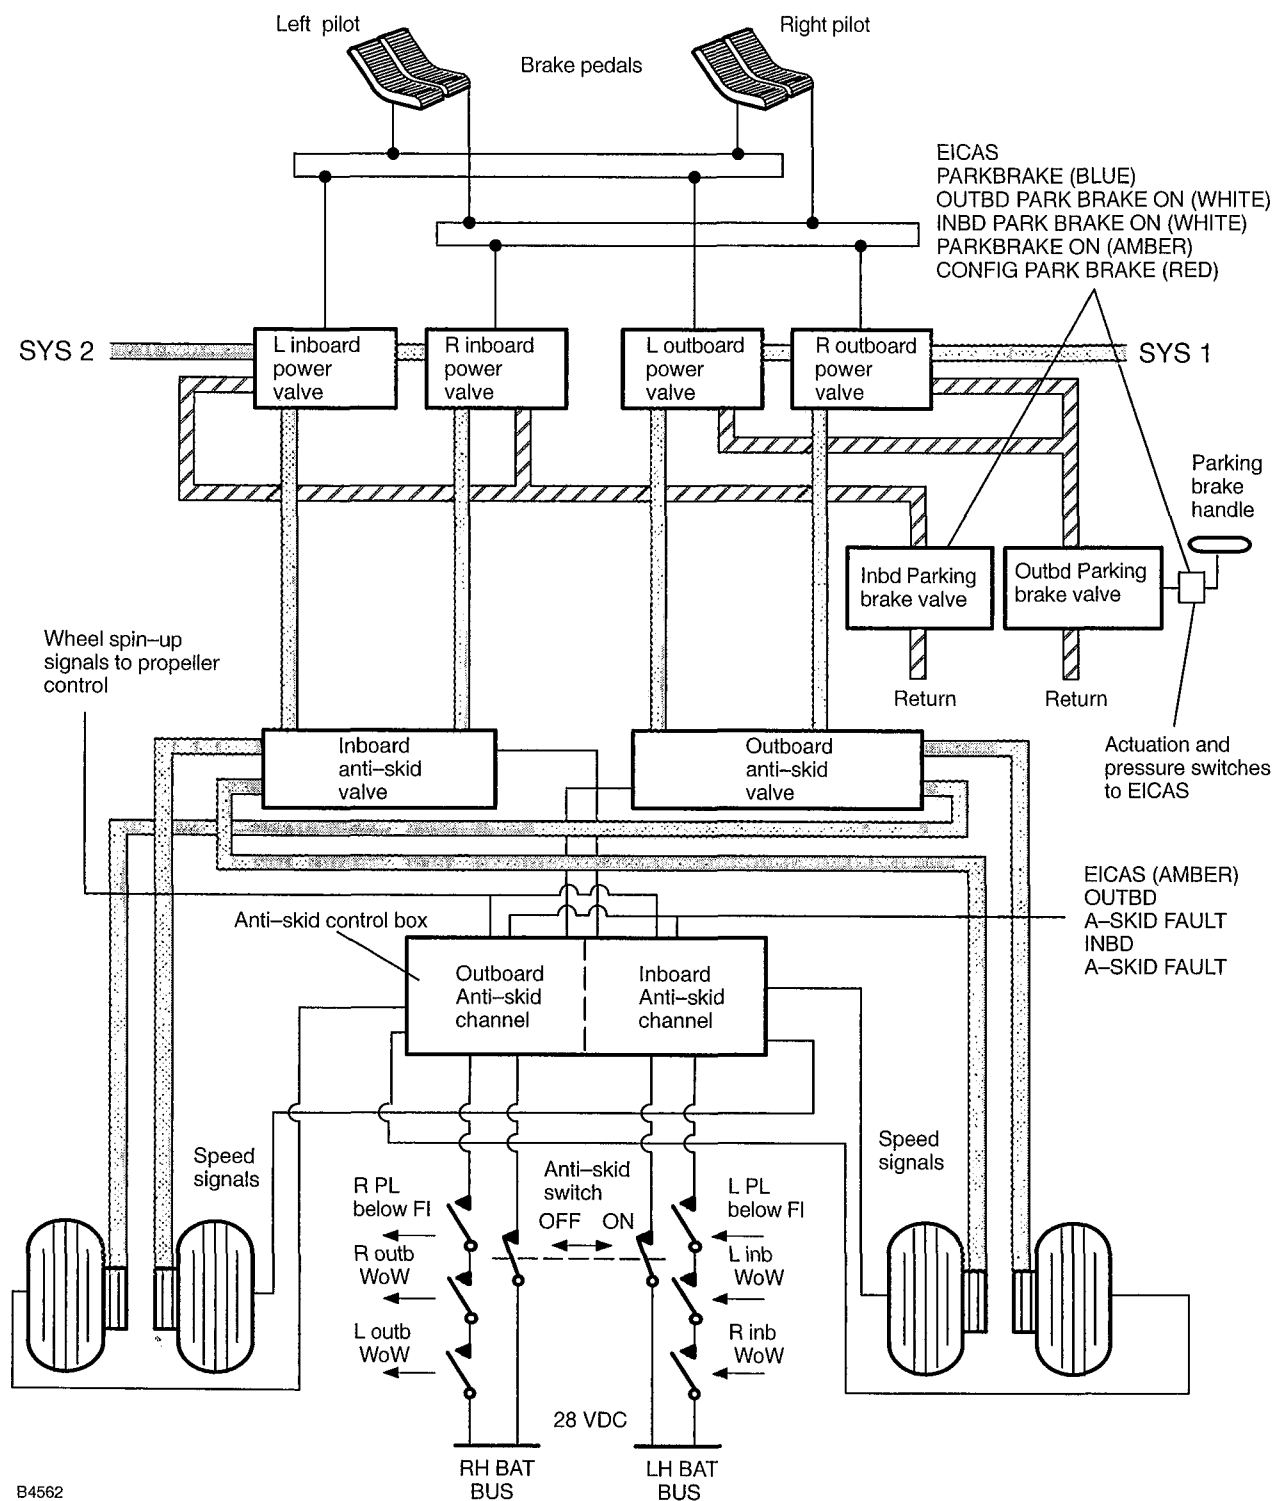 Left pilot
Right pilot
Brake pedals
EICAS
PARKBRAKE (BLUE)
OUTBD PARK BRAKE ON (WHITE)
INBD PARK BRAKE ON (WHITE)
PARKBRAKE ON (AMBER)
CONFIG PARK BRAKE (RED)
SYS 2
L inboard
power
valve
R inboard
power
valve
L outboard
power
valve
R outboard
power
valve
SYS 1
Parking
brake
handle
Inbd Parking
brake valve
Outbd Parking
brake valve
Return
Return
Wheel spin–up
signals to propeller
control
Inboard
anti–skid
valve
Outboard
anti–skid
valve
Actuation and
pressure switches
to EICAS
EICAS (AMBER)
OUTBD
A–SKID FAULT
INBD
A–SKID FAULT
Anti–skid control box
Outboard
Anti–skid
channel
Inboard
Anti–skid
channel
Speed
signals
Speed
signals
R PL
below FI
Anti–skid
switch
OFF ON
L PL
below FI
R outb
WoW
L inb
WoW
L outb
WoW
R inb
WoW
28 VDC
RH BAT
BUS
LH BAT
BUS
B4562